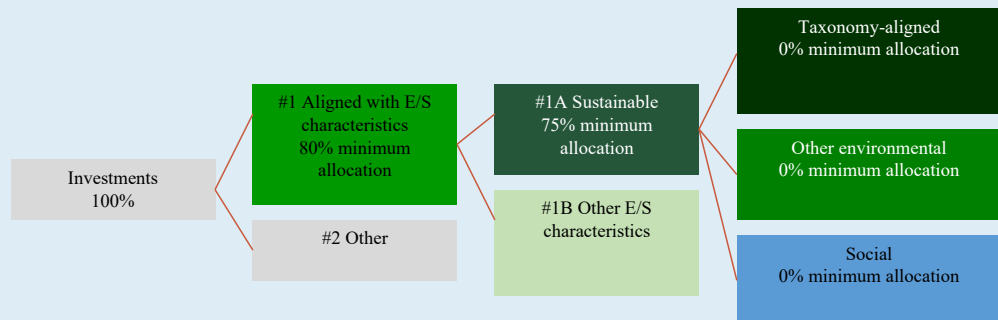 Investments
100%
#1 Aligned with E/S
characteristics
80% minimum
allocation
#2 Other
#1A Sustainable
75% minimum
allocation
#1B Other E/S
characteristics
Taxonomy-aligned
0% minimum allocation
Other environmental
0% minimum allocation
Social
0% minimum allocation